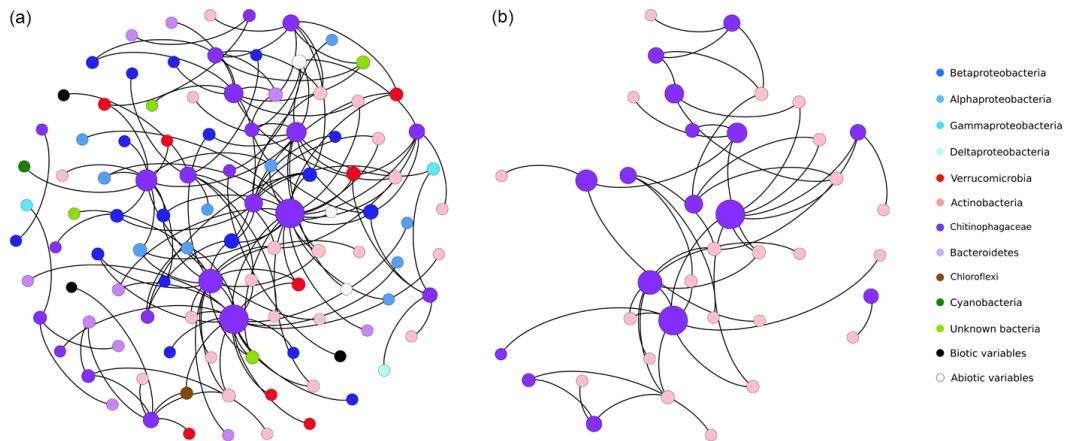 (a)
(b)
Betaproteobacteria
Alphaproteobacteria
Gammaproteobacteria
Deltaproteobacteria
Verrucomicrobia
Actinobacteria
Chitinophagaceae
Bacteroidetes
Chloroflexi
Cyanobacteria
Unknown bacteria
Biotic variables
Abiotic variables